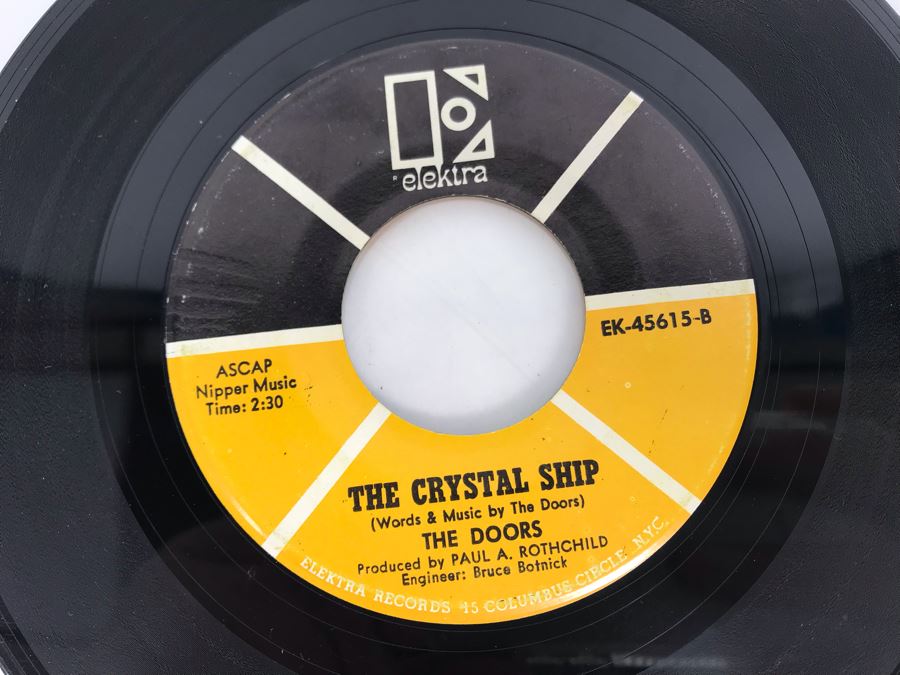 ® elektra
EK-45615-B
ASCAP
Nipper Music
Time: 2:30
THE CRYSTAL SHIP
(Words & Music by The Doors)
THE DOORS
Produced by PAUL A. ROTHCHILD
Engineer: Bruce Botnick
ELEKTRA RECORDS 15 COLUMBUS CIRCLE N.Y.C.